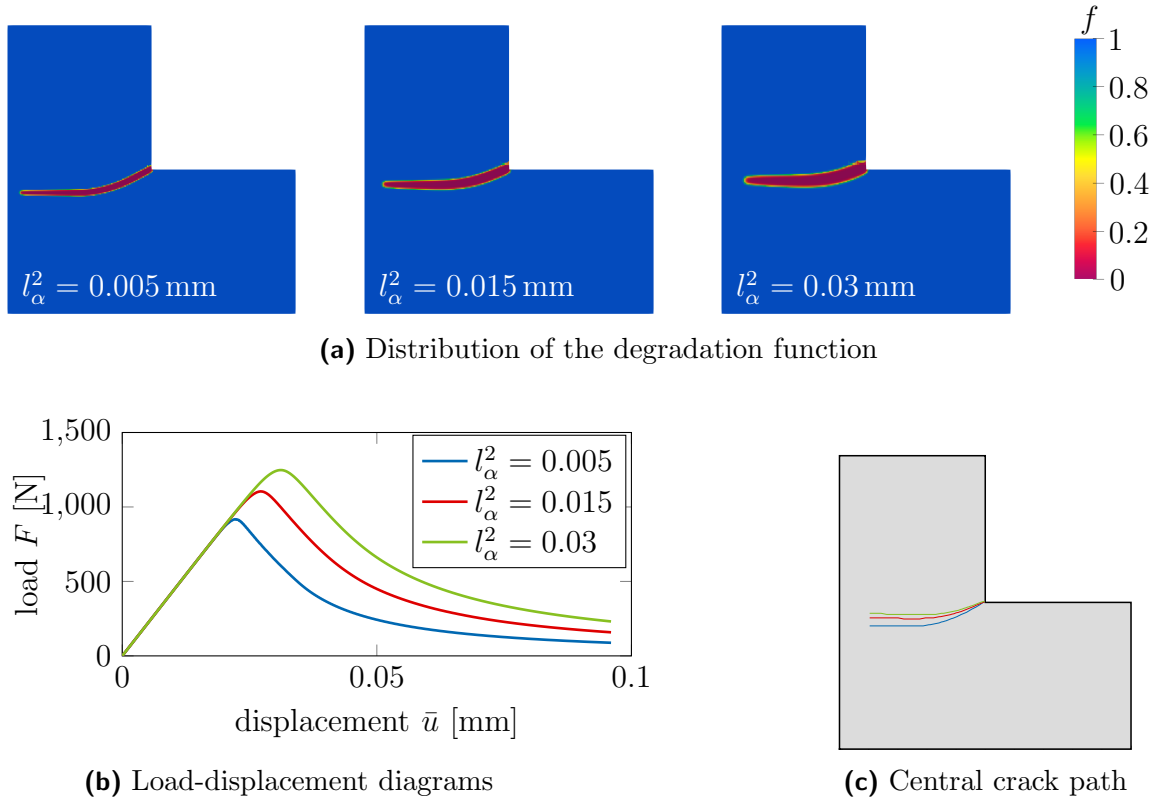 f
1
0.8
0.6
0.4
0.2
0
l²_α = 0.005 mm
l²_α = 0.015 mm
l²_α = 0.03 mm
(a) Distribution of the degradation function
1,500
1,000
500
0
load F [N]
0
0.05
0.1
displacement ū [mm]
l²_α = 0.005
l²_α = 0.015
l²_α = 0.03
(b) Load-displacement diagrams
(c) Central crack path